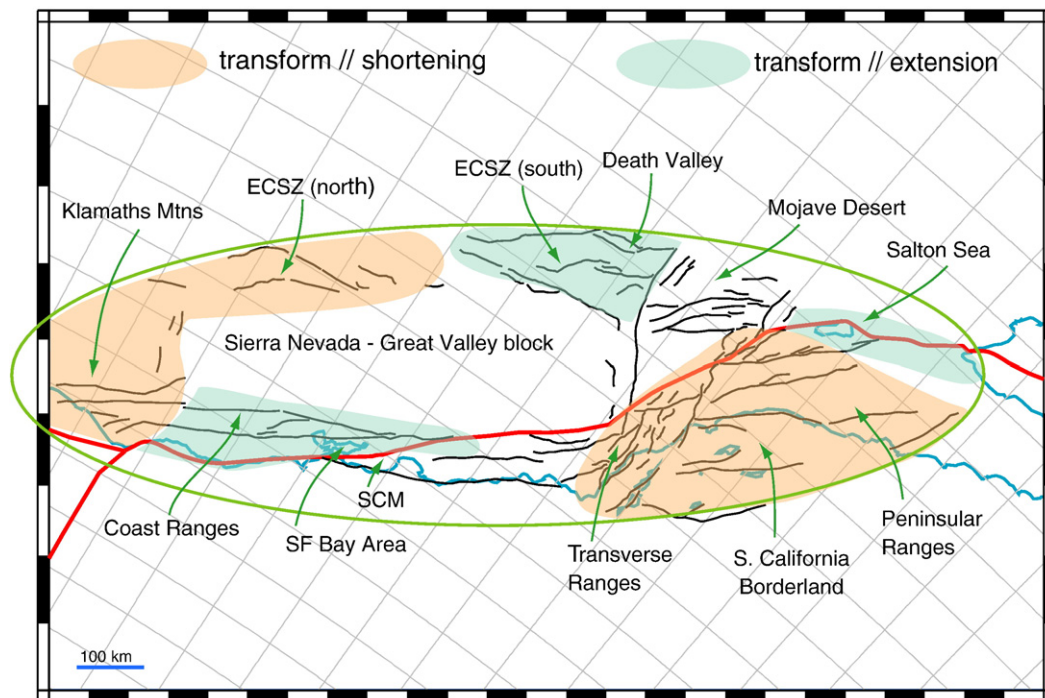 transform // shortening
transform // extension
Death Valley
ECSZ (south)
ECSZ (north)
Klamaths Mtns
Mojave Desert
Salton Sea
Sierra Nevada - Great Valley block
SCM
Coast Ranges
SF Bay Area
Transverse
Ranges
S. California
Borderland
Peninsular
Ranges
100 km